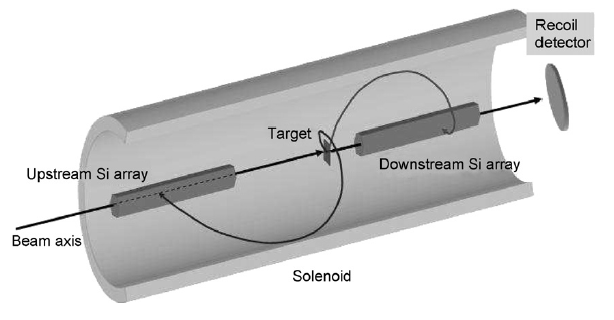 Recoil
detector
Target
Upstream Si array
Downstream Si array
Beam axis
Solenoid